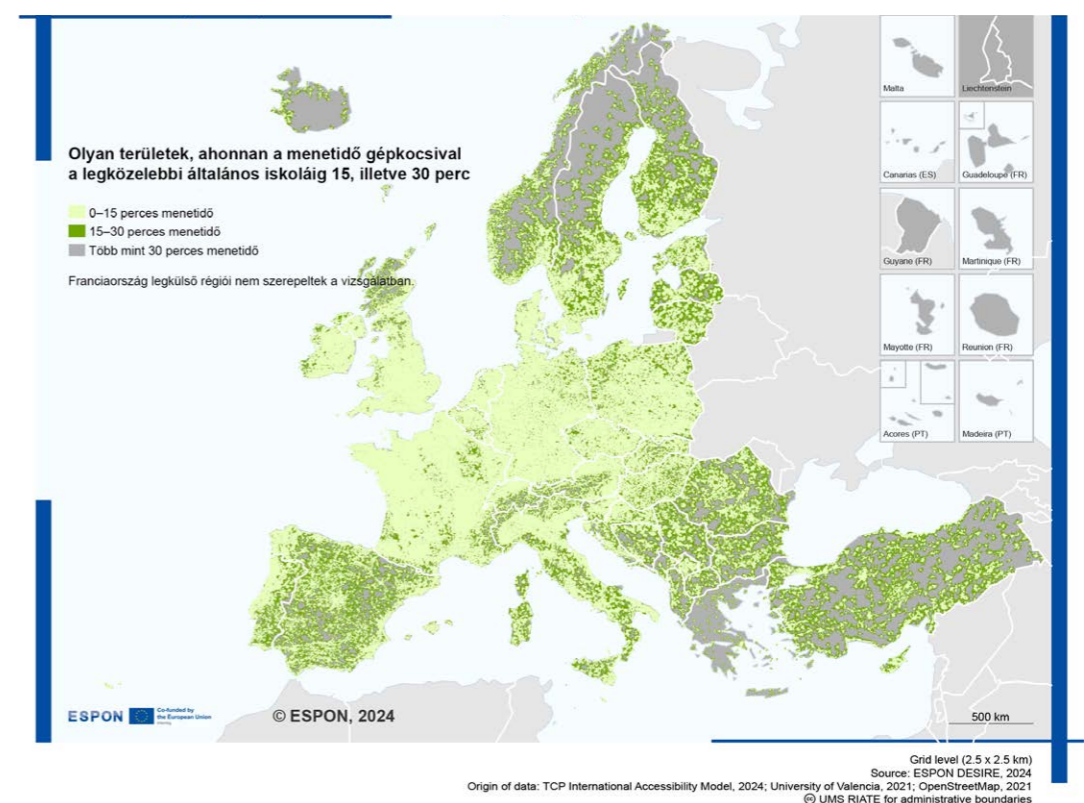 Olyan területek, ahonnan a menetidő gépkocsival
a legközelebbi általános iskoláig 15, illetve 30 perc
0–15 perces menetidő
15–30 perces menetidő
Több mint 30 perces menetidő
Franciaország legkülső régiói nem szerepeltek a vizsgálatban.
Malta
Liechtenstein
Canarias (ES)
Guadeloupe (FR)
Guyane (FR)
Martinique (FR)
Mayotte (FR)
Reunion (FR)
Acores (PT)
Madeira (PT)
ESPON
Co-funded by
the European Union
Interreg
© ESPON, 2024
500 km
Grid level (2.5 x 2.5 km)
Source: ESPON DESIRE, 2024
Origin of data: TCP International Accessibility Model, 2024; University of Valencia, 2021; OpenStreetMap, 2021
© UMS RIATE for administrative boundaries